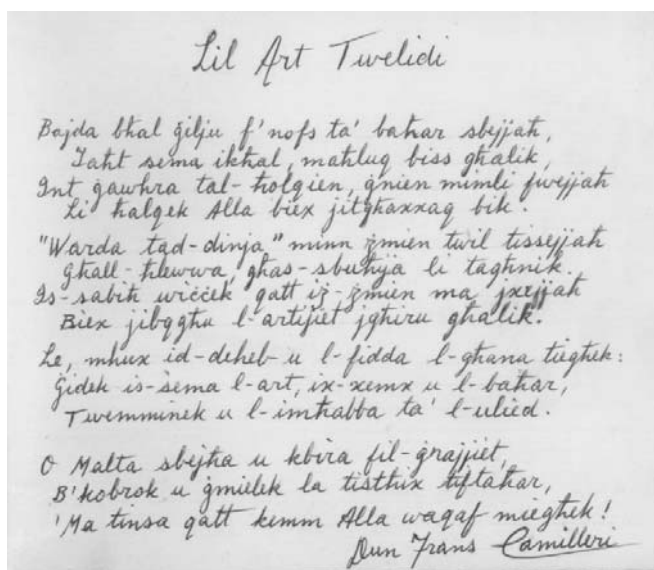 Lil Art Twelidi
Bajda bħal ġilju f'nofs ta' baħar sbejjaħ,
Taħt sema ikħal, maħluq biss għalik,
Int ġawhra tal-ħolqien, ġnien mimli fwejjaħ
Li ħalqek Alla biex jitgħaxxaq bik.
"Warda tad-dinja" minn żmien twil tissejjaħ
Għall-ħlewwa, għas-sbuħija li tagħnik.
Is-sabiħ wiċċek qatt iż-żmien ma jxejjaħ
Biex jibqgħu l-artijiet jgħiru għalik.
Le, mhux id-deheb u l-fidda l-għana tiegħek:
Ġidek is-sema l-art, ix-xemx u l-baħar,
Twemminek u l-imħabba ta' l-ulied.
O Malta sbejħa u kbira fil-ġrajjiet,
B'kobrok u ġmielek la tistħix tiftaħar,
'Ma tinsa qatt kemm Alla waqaf miegħek!
Dun Frans Camilleri